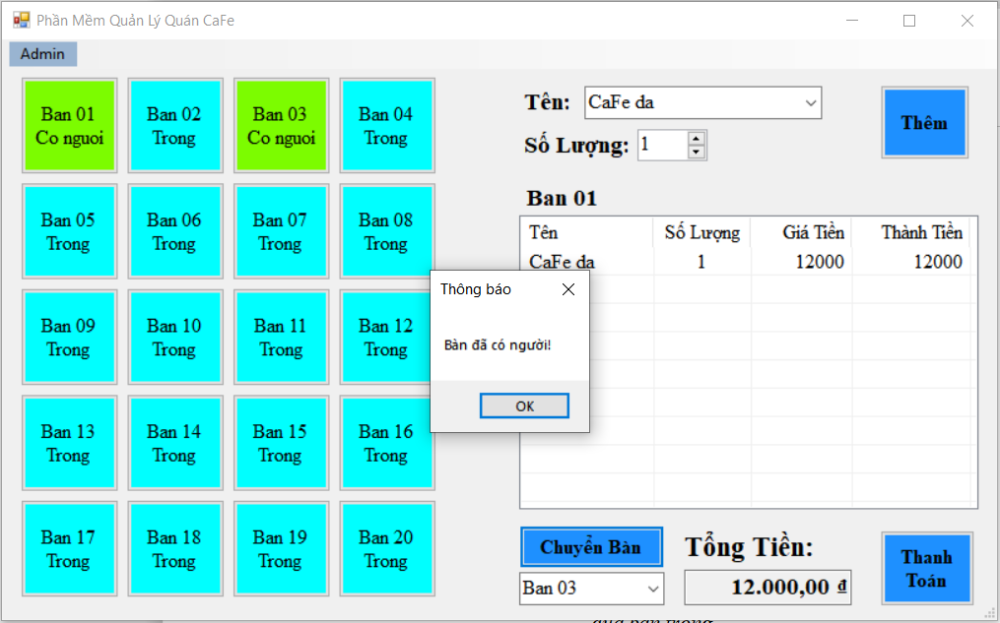 Phần Mềm Quản Lý Quán CaFe
Admin
Ban 01
Co nguoi
Ban 02
Trong
Ban 03
Co nguoi
Ban 04
Trong
Ban 05
Trong
Ban 06
Trong
Ban 07
Trong
Ban 08
Trong
Ban 09
Trong
Ban 10
Trong
Ban 11
Trong
Ban 12
Trong
Ban 13
Trong
Ban 14
Trong
Ban 15
Trong
Ban 16
Trong
Ban 17
Trong
Ban 18
Trong
Ban 19
Trong
Ban 20
Trong
Tên: CaFe da
Số Lượng: 1
Thêm
Ban 01
Tên Số Lượng Giá Tiền Thành Tiền
CaFe da 1 12000 12000
Thông báo
Bàn đã có người!
OK
Chuyển Bàn
Ban 03
Tổng Tiền:
12.000,00 ₫
Thanh
Toán